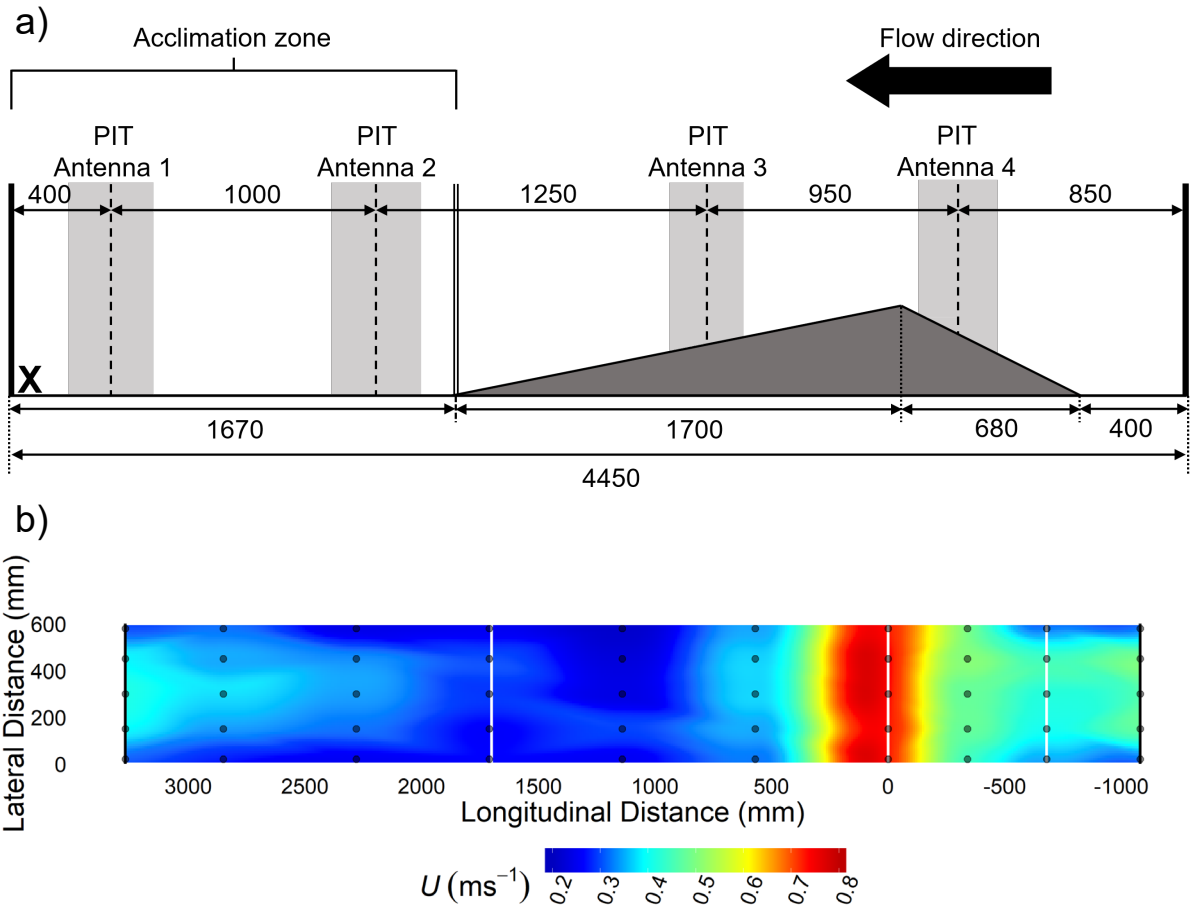 a)
Acclimation zone
Flow direction
PIT
Antenna 1
PIT
Antenna 2
PIT
Antenna 3
PIT
Antenna 4
400
1000
1250
950
850
X
1670
1700
680
400
4450
b)
Lateral Distance (mm)
600
400
200
0
3000
2500
2000
1500
1000
500
0
-500
-1000
Longitudinal Distance (mm)
U (ms⁻¹)
0.2
0.3
0.4
0.5
0.6
0.7
0.8